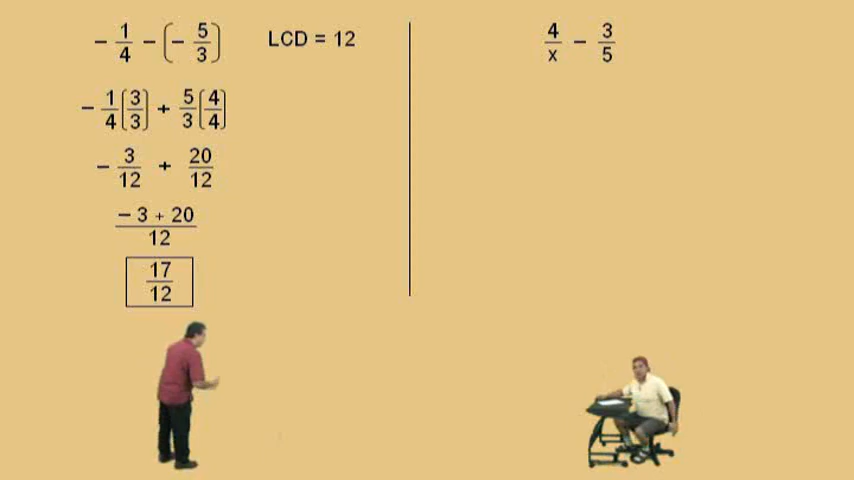 − 1/4 − (− 5/3) LCD = 12
− 1/4 (3/3) + 5/3 (4/4)
− 3/12 + 20/12
− 3 + 20 / 12
17/12
4/x − 3/5